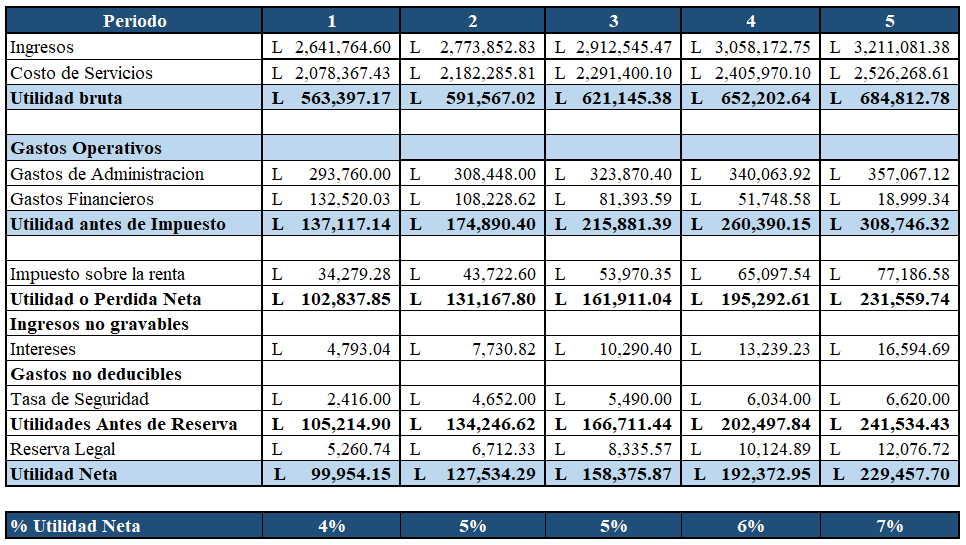 Periodo 1 2 3 4 5
Ingresos L 2,641,764.60 L 2,773,852.83 L 2,912,545.47 L 3,058,172.75 L 3,211,081.38
Costo de Servicios L 2,078,367.43 L 2,182,285.81 L 2,291,400.10 L 2,405,970.10 L 2,526,268.61
Utilidad bruta L 563,397.17 L 591,567.02 L 621,145.38 L 652,202.64 L 684,812.78
Gastos Operativos
Gastos de Administracion L 293,760.00 L 308,448.00 L 323,870.40 L 340,063.92 L 357,067.12
Gastos Financieros L 132,520.03 L 108,228.62 L 81,393.59 L 51,748.58 L 18,999.34
Utilidad antes de Impuesto L 137,117.14 L 174,890.40 L 215,881.39 L 260,390.15 L 308,746.32
Impuesto sobre la renta L 34,279.28 L 43,722.60 L 53,970.35 L 65,097.54 L 77,186.58
Utilidad o Perdida Neta L 102,837.85 L 131,167.80 L 161,911.04 L 195,292.61 L 231,559.74
Ingresos no gravables
Intereses L 4,793.04 L 7,730.82 L 10,290.40 L 13,239.23 L 16,594.69
Gastos no deducibles
Tasa de Seguridad L 2,416.00 L 4,652.00 L 5,490.00 L 6,034.00 L 6,620.00
Utilidades Antes de Reserva L 105,214.90 L 134,246.62 L 166,711.44 L 202,497.84 L 241,534.43
Reserva Legal L 5,260.74 L 6,712.33 L 8,335.57 L 10,124.89 L 12,076.72
Utilidad Neta L 99,954.15 L 127,534.29 L 158,375.87 L 192,372.95 L 229,457.70
% Utilidad Neta 4% 5% 5% 6% 7%